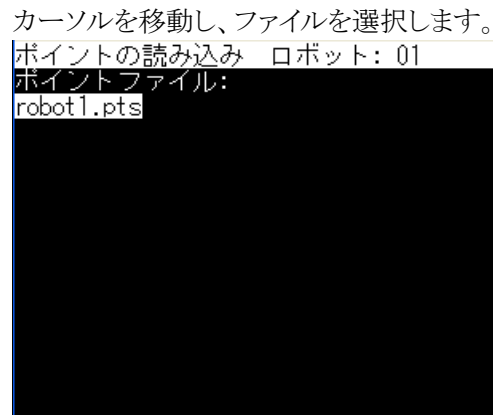 カーソルを移動し、ファイルを選択します。
ポイントの読み込み ロボット: 01
ポイントファイル:
robot1.pts